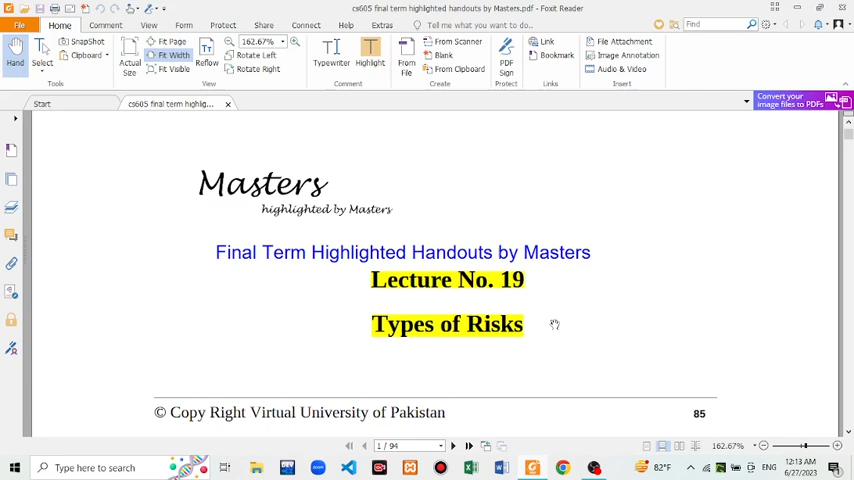 cs605 final term highlighted handouts by Masters.pdf - Foxit Reader
File Home Comment View Form Protect Share Connect Help Extras Tell me what you want to do... Find
Hand Select SnapShot Clipboard Actual Size Fit Page Fit Width Fit Visible Reflow 162.67% Rotate Left Rotate Right Typewriter Highlight From File From Scanner Blank From Clipboard PDF Sign Link Bookmark File Attachment Image Annotation Audio & Video
Tools View Comment Create Protect Links Insert
Start cs605 final term highlig... Convert your image files to PDFs
Masters
highlighted by Masters
Final Term Highlighted Handouts by Masters
Lecture No. 19
Types of Risks
© Copy Right Virtual University of Pakistan 85
1 / 94 162.67%
Type here to search 82°F ENG 12:13 AM
6/27/2023